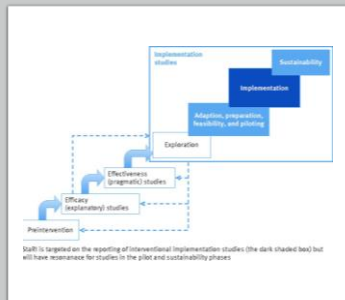 Implementation
studies
Sustainability
Implementation
Adaption, preparation,
feasibility, and piloting
Exploration
Effectiveness
(pragmatic) studies
Efficacy
(explanatory) studies
Preintervention
StaRI is targeted on the reporting of interventional implementation studies (the dark shaded box) but
will have resonanace for studies in the pilot and sustainability phases